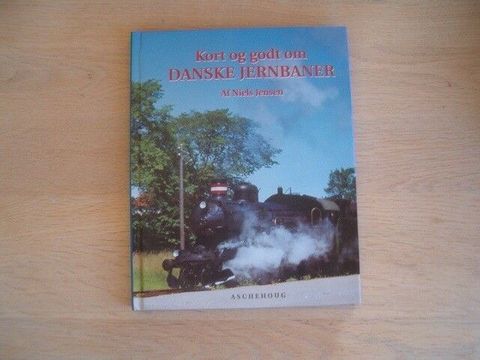 Kort og godt om
DANSKE JERNBANER
Af Niels Jensen
ASCHEHOUG